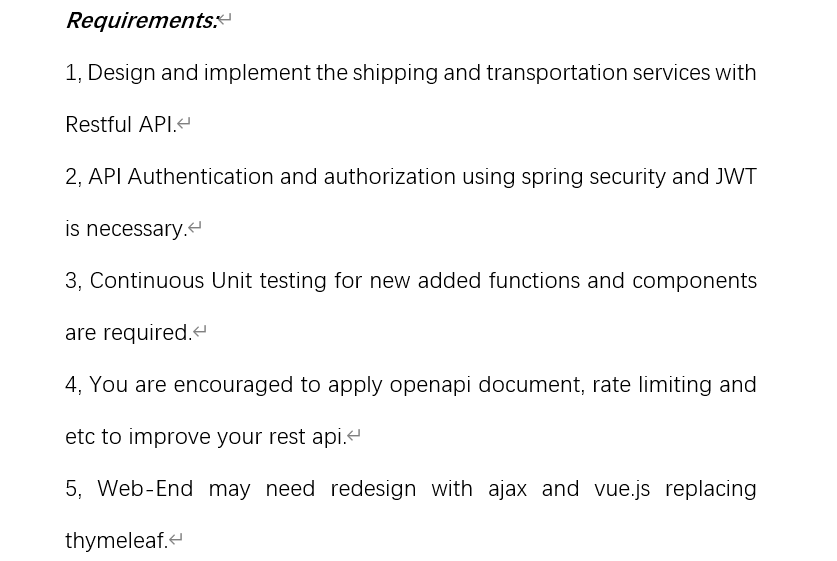 Requirements:
1, Design and implement the shipping and transportation services with
Restful API.
2, API Authentication and authorization using spring security and JWT
is necessary.
3, Continuous Unit testing for new added functions and components
are required.
4, You are encouraged to apply openapi document, rate limiting and
etc to improve your rest api.
5, Web-End may need redesign with ajax and vue.js replacing
thymeleaf.